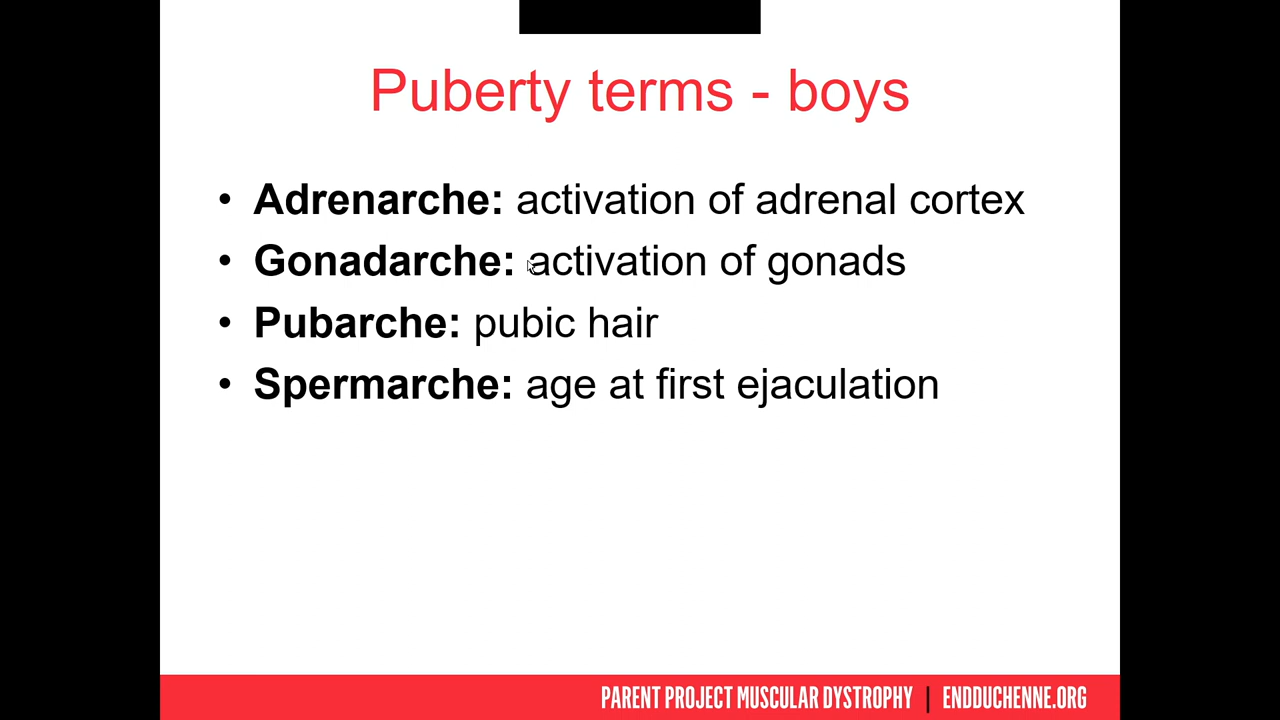 Puberty terms - boys
• Adrenarche: activation of adrenal cortex
• Gonadarche: activation of gonads
• Pubarche: pubic hair
• Spermarche: age at first ejaculation
PARENT PROJECT MUSCULAR DYSTROPHY | ENDDUCHENNE.ORG